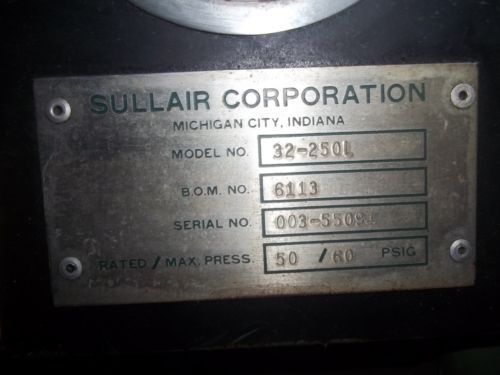 SULLAIR CORPORATION
MICHIGAN CITY, INDIANA
MODEL NO. 32-250L
B.O.M. NO. 6113
SERIAL NO.
RATED / MAX. PRESS. 50 / 60 PSIG